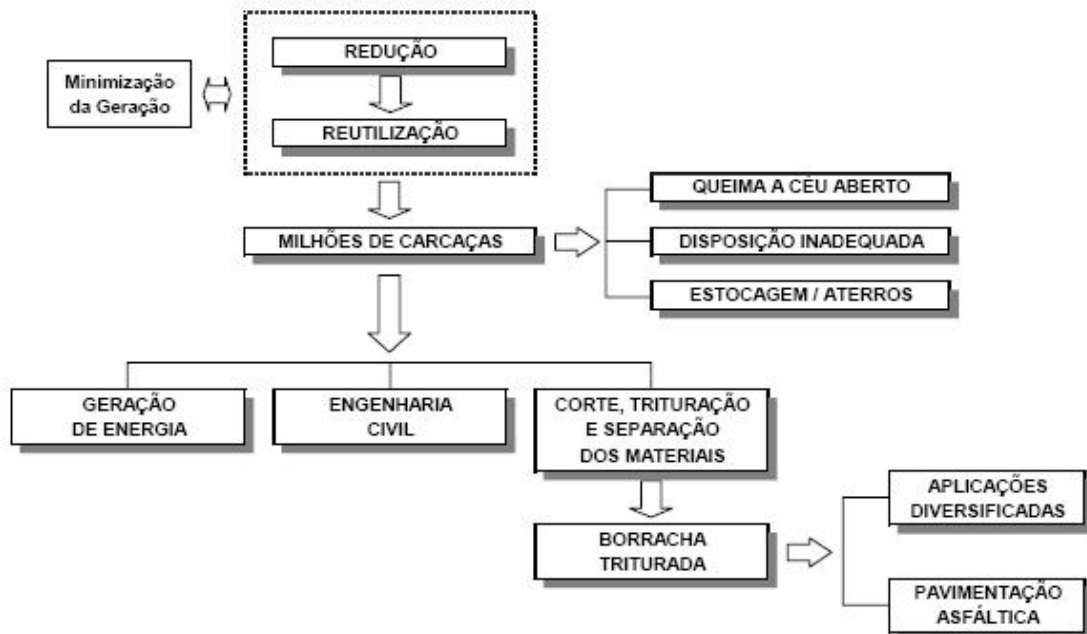 REDUÇÃO
Minimização
da Geração
REUTILIZAÇÃO
QUEIMA A CÉU ABERTO
MILHÕES DE CARCAÇAS
DISPOSIÇÃO INADEQUADA
ESTOCAGEM / ATERROS
GERAÇÃO
DE ENERGIA
ENGENHARIA
CIVIL
CORTE, TRITURAÇÃO
E SEPARAÇÃO
DOS MATERIAIS
BORRACHA
TRITURADA
APLICAÇÕES
DIVERSIFICADAS
PAVIMENTAÇÃO
ASFÁLTICA